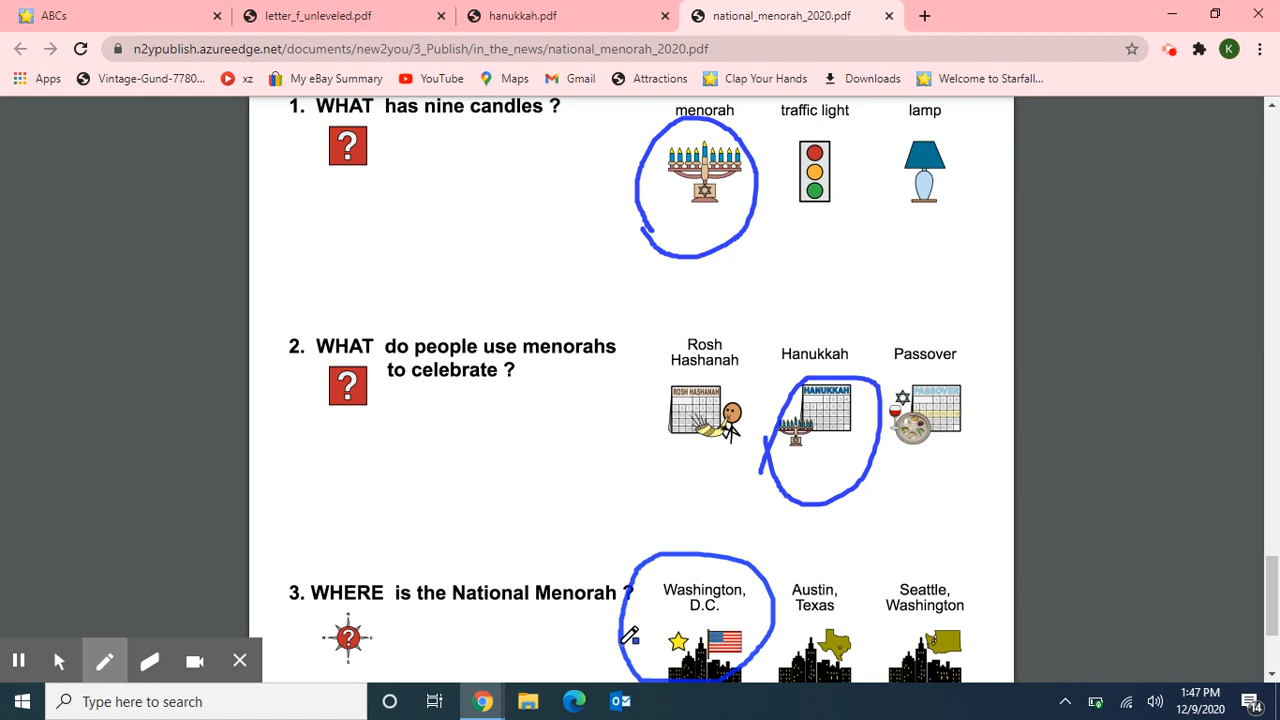 ABCs
letter_f_unleveled.pdf
hanukkah.pdf
national_menorah_2020.pdf
n2ypublish.azureedge.net/documents/new2you/3_Publish/in_the_news/national_menorah_2020.pdf
K
Apps
Vintage-Gund-7780...
xz
My eBay Summary
YouTube
Maps
Gmail
Attractions
Clap Your Hands
Downloads
Welcome to Starfall...
1. WHAT has nine candles ?
menorah
traffic light
lamp
?
2. WHAT do people use menorahs
to celebrate ?
?
Rosh
Hashanah
Hanukkah
Passover
ROSH HASHANAH
HANUKKAH
PASSOVER
3. WHERE is the National Menorah ?
?
Washington,
D.C.
Austin,
Texas
Seattle,
Washington
Type here to search
1:47 PM
12/9/2020
14